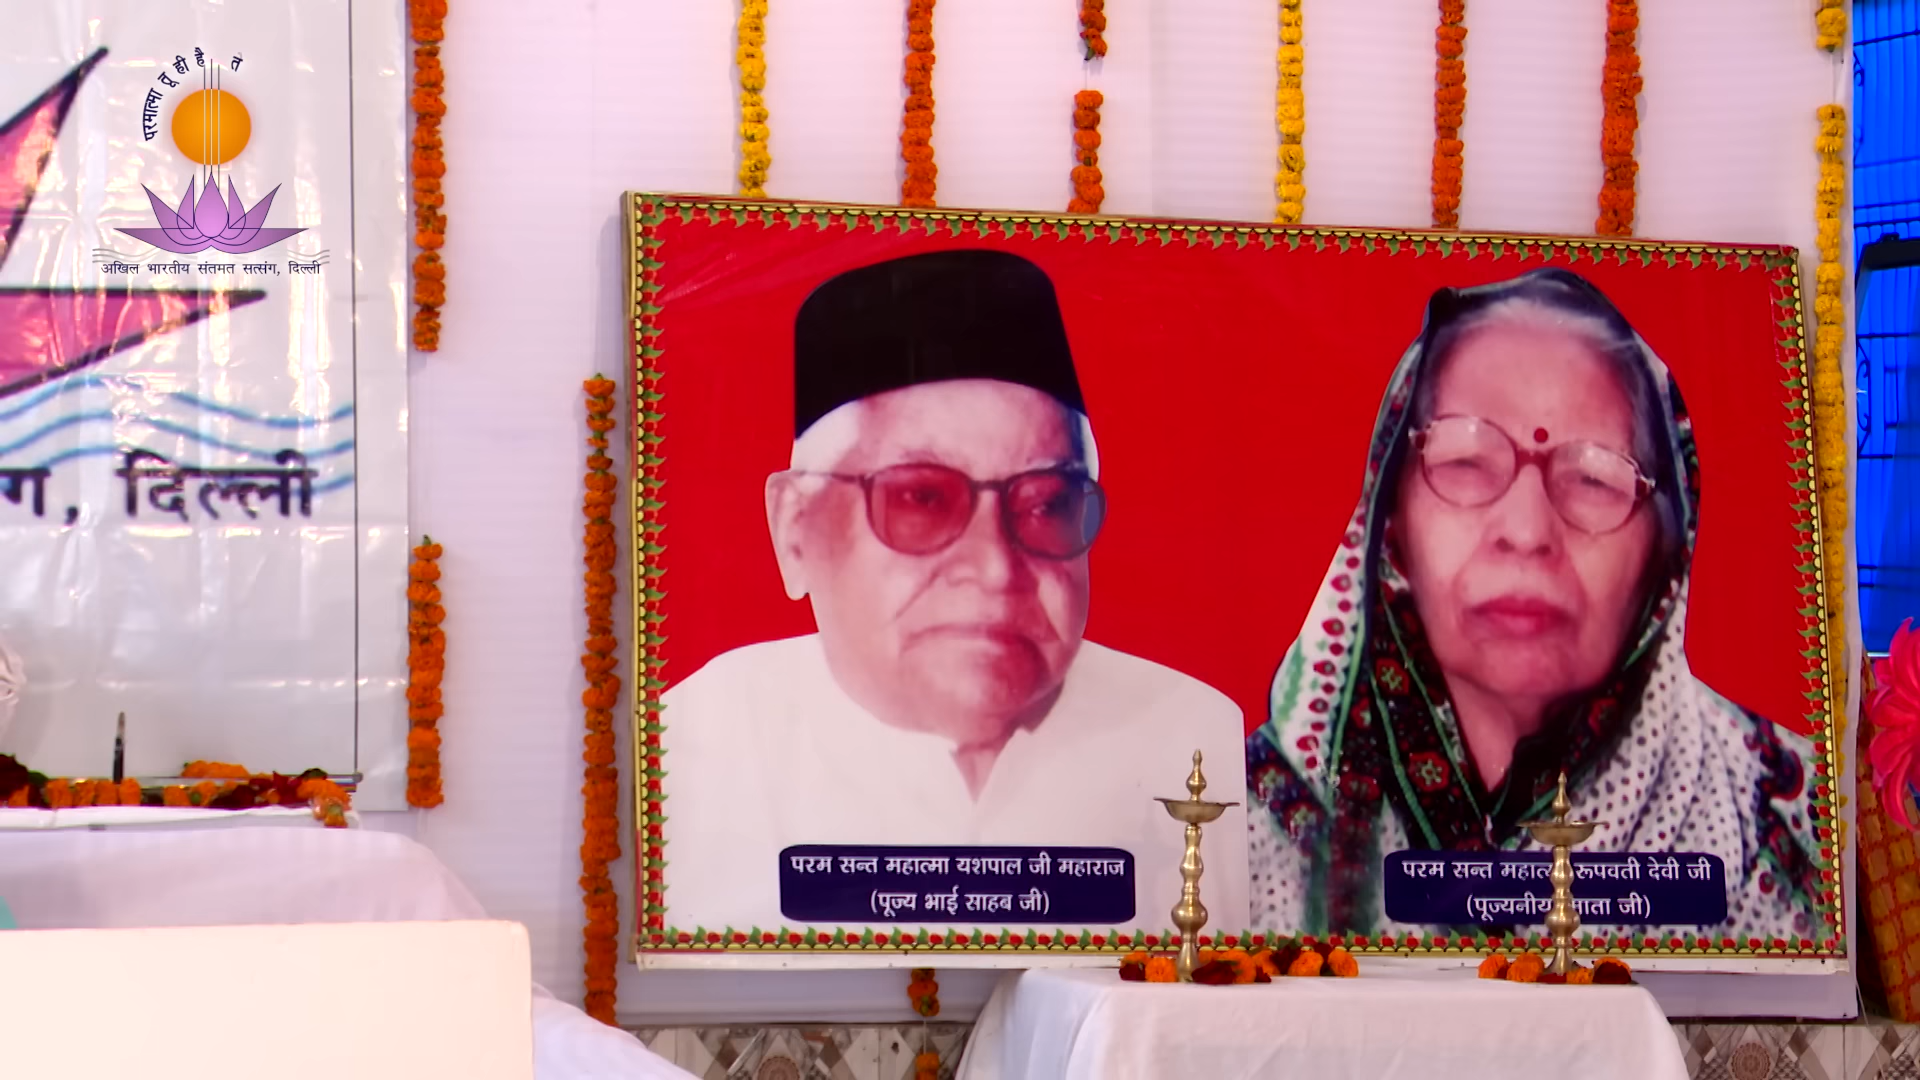 परमात्मा तू ही है
अखिल भारतीय संतमत सत्संग, दिल्ली
ग, दिल्ली
परम सन्त महात्मा यशपाल जी महाराज
(पूज्य भाई साहब जी)
परम सन्त महात्मा रूपवती देवी जी
(पूज्यनीय माता जी)